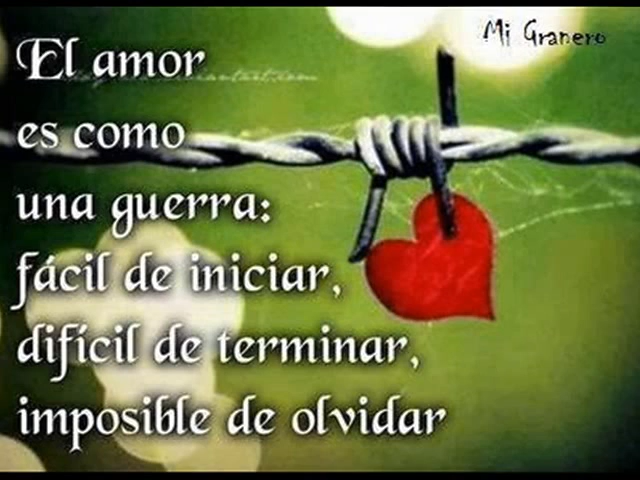 Mi Granero
El amor
es como
una guerra:
fácil de iniciar,
difícil de terminar,
imposible de olvidar